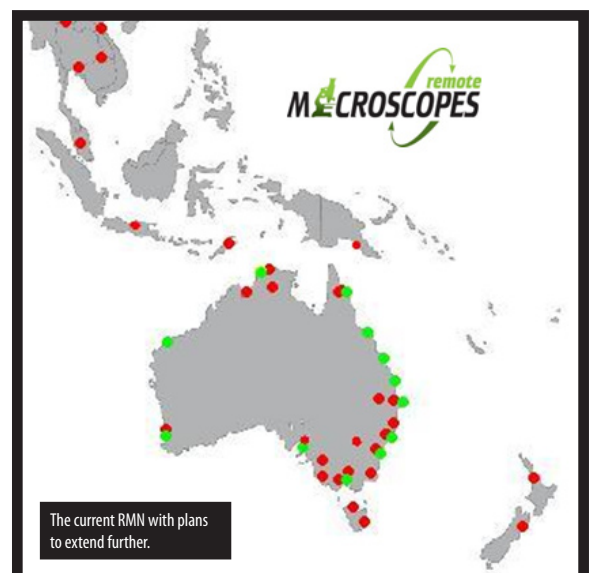 remote
MICROSCOPES
The current RMN with plans
to extend further.